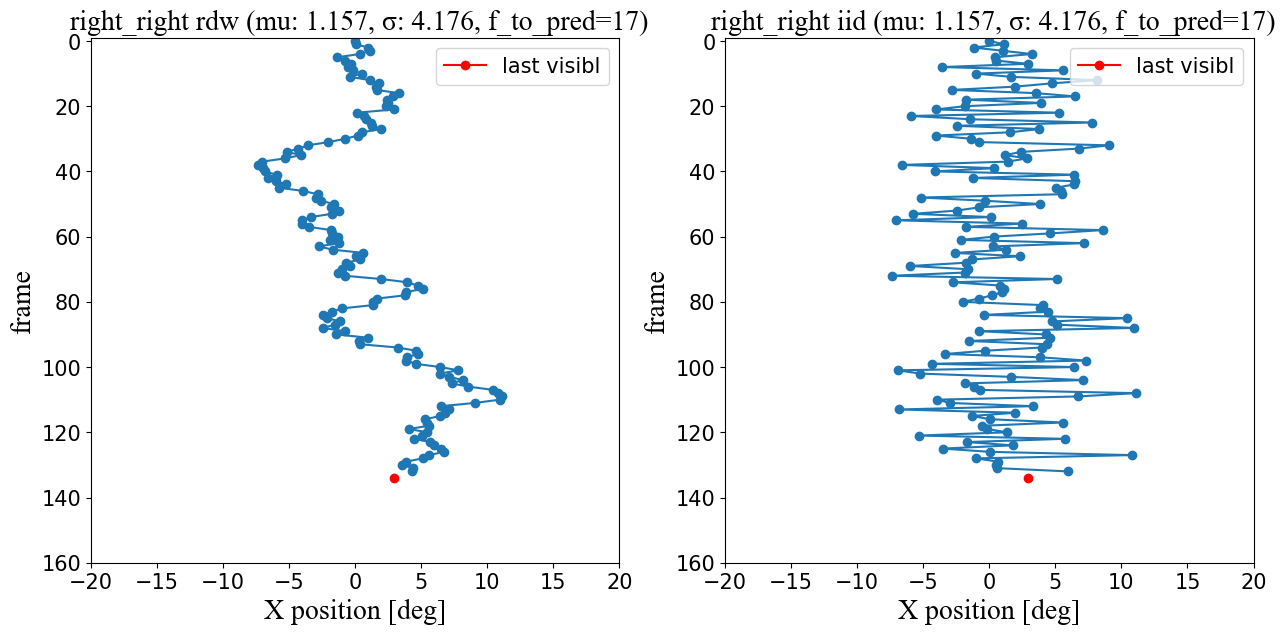 right_right rdw (mu: 1.157, σ: 4.176, f_to_pred=17)
last visibl
frame
0
20
40
60
80
100
120
140
160
−20 −15 −10 −5 0 5 10 15 20
X position [deg]
right_right iid (mu: 1.157, σ: 4.176, f_to_pred=17)
last visibl
frame
0
20
40
60
80
100
120
140
160
−20 −15 −10 −5 0 5 10 15 20
X position [deg]